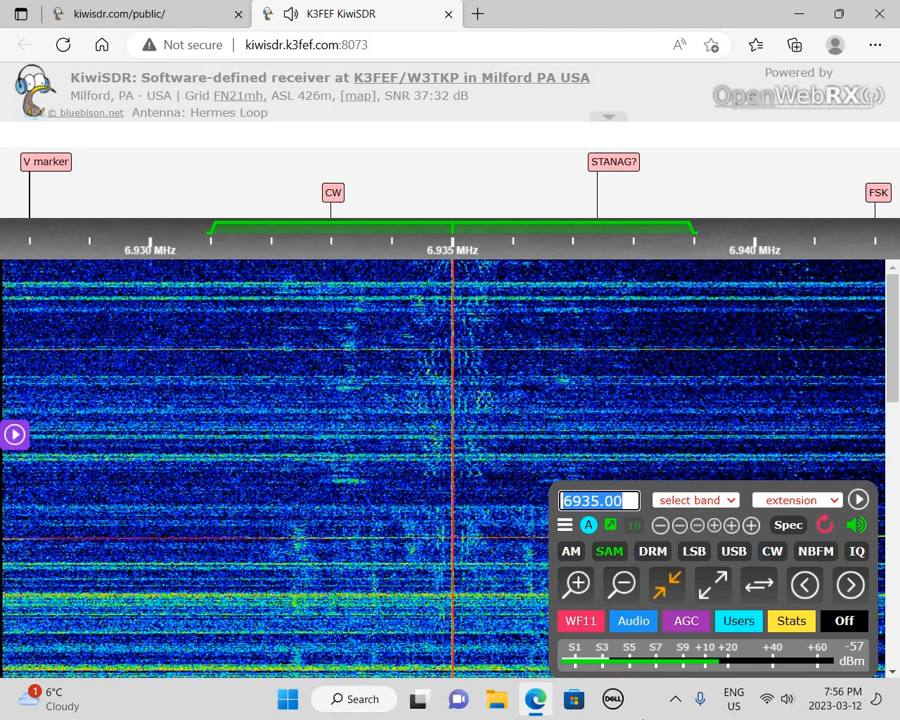 kiwisdr.com/public/
K3FEF KiwiSDR
Not secure
kiwisdr.k3fef.com:8073
KiwiSDR: Software-defined receiver at K3FEF/W3TKP in Milford PA USA
Milford, PA - USA | Grid FN21mh, ASL 426m, [map], SNR 37:32 dB
© bluebison.net Antenna: Hermes Loop
Powered by
OpenWebRX
V marker
CW
STANAG?
FSK
6.930 MHz
6.935 MHz
6.940 MHz
6935.00
select band
extension
A
10
Spec
AM
SAM
DRM
LSB
USB
CW
NBFM
IQ
WF11
Audio
AGC
Users
Stats
Off
S1 S3 S5 S7 S9 +10 +20 +40 +60
-57
dBm
1
6°C
Cloudy
Search
DELL
ENG
US
7:56 PM
2023-03-12